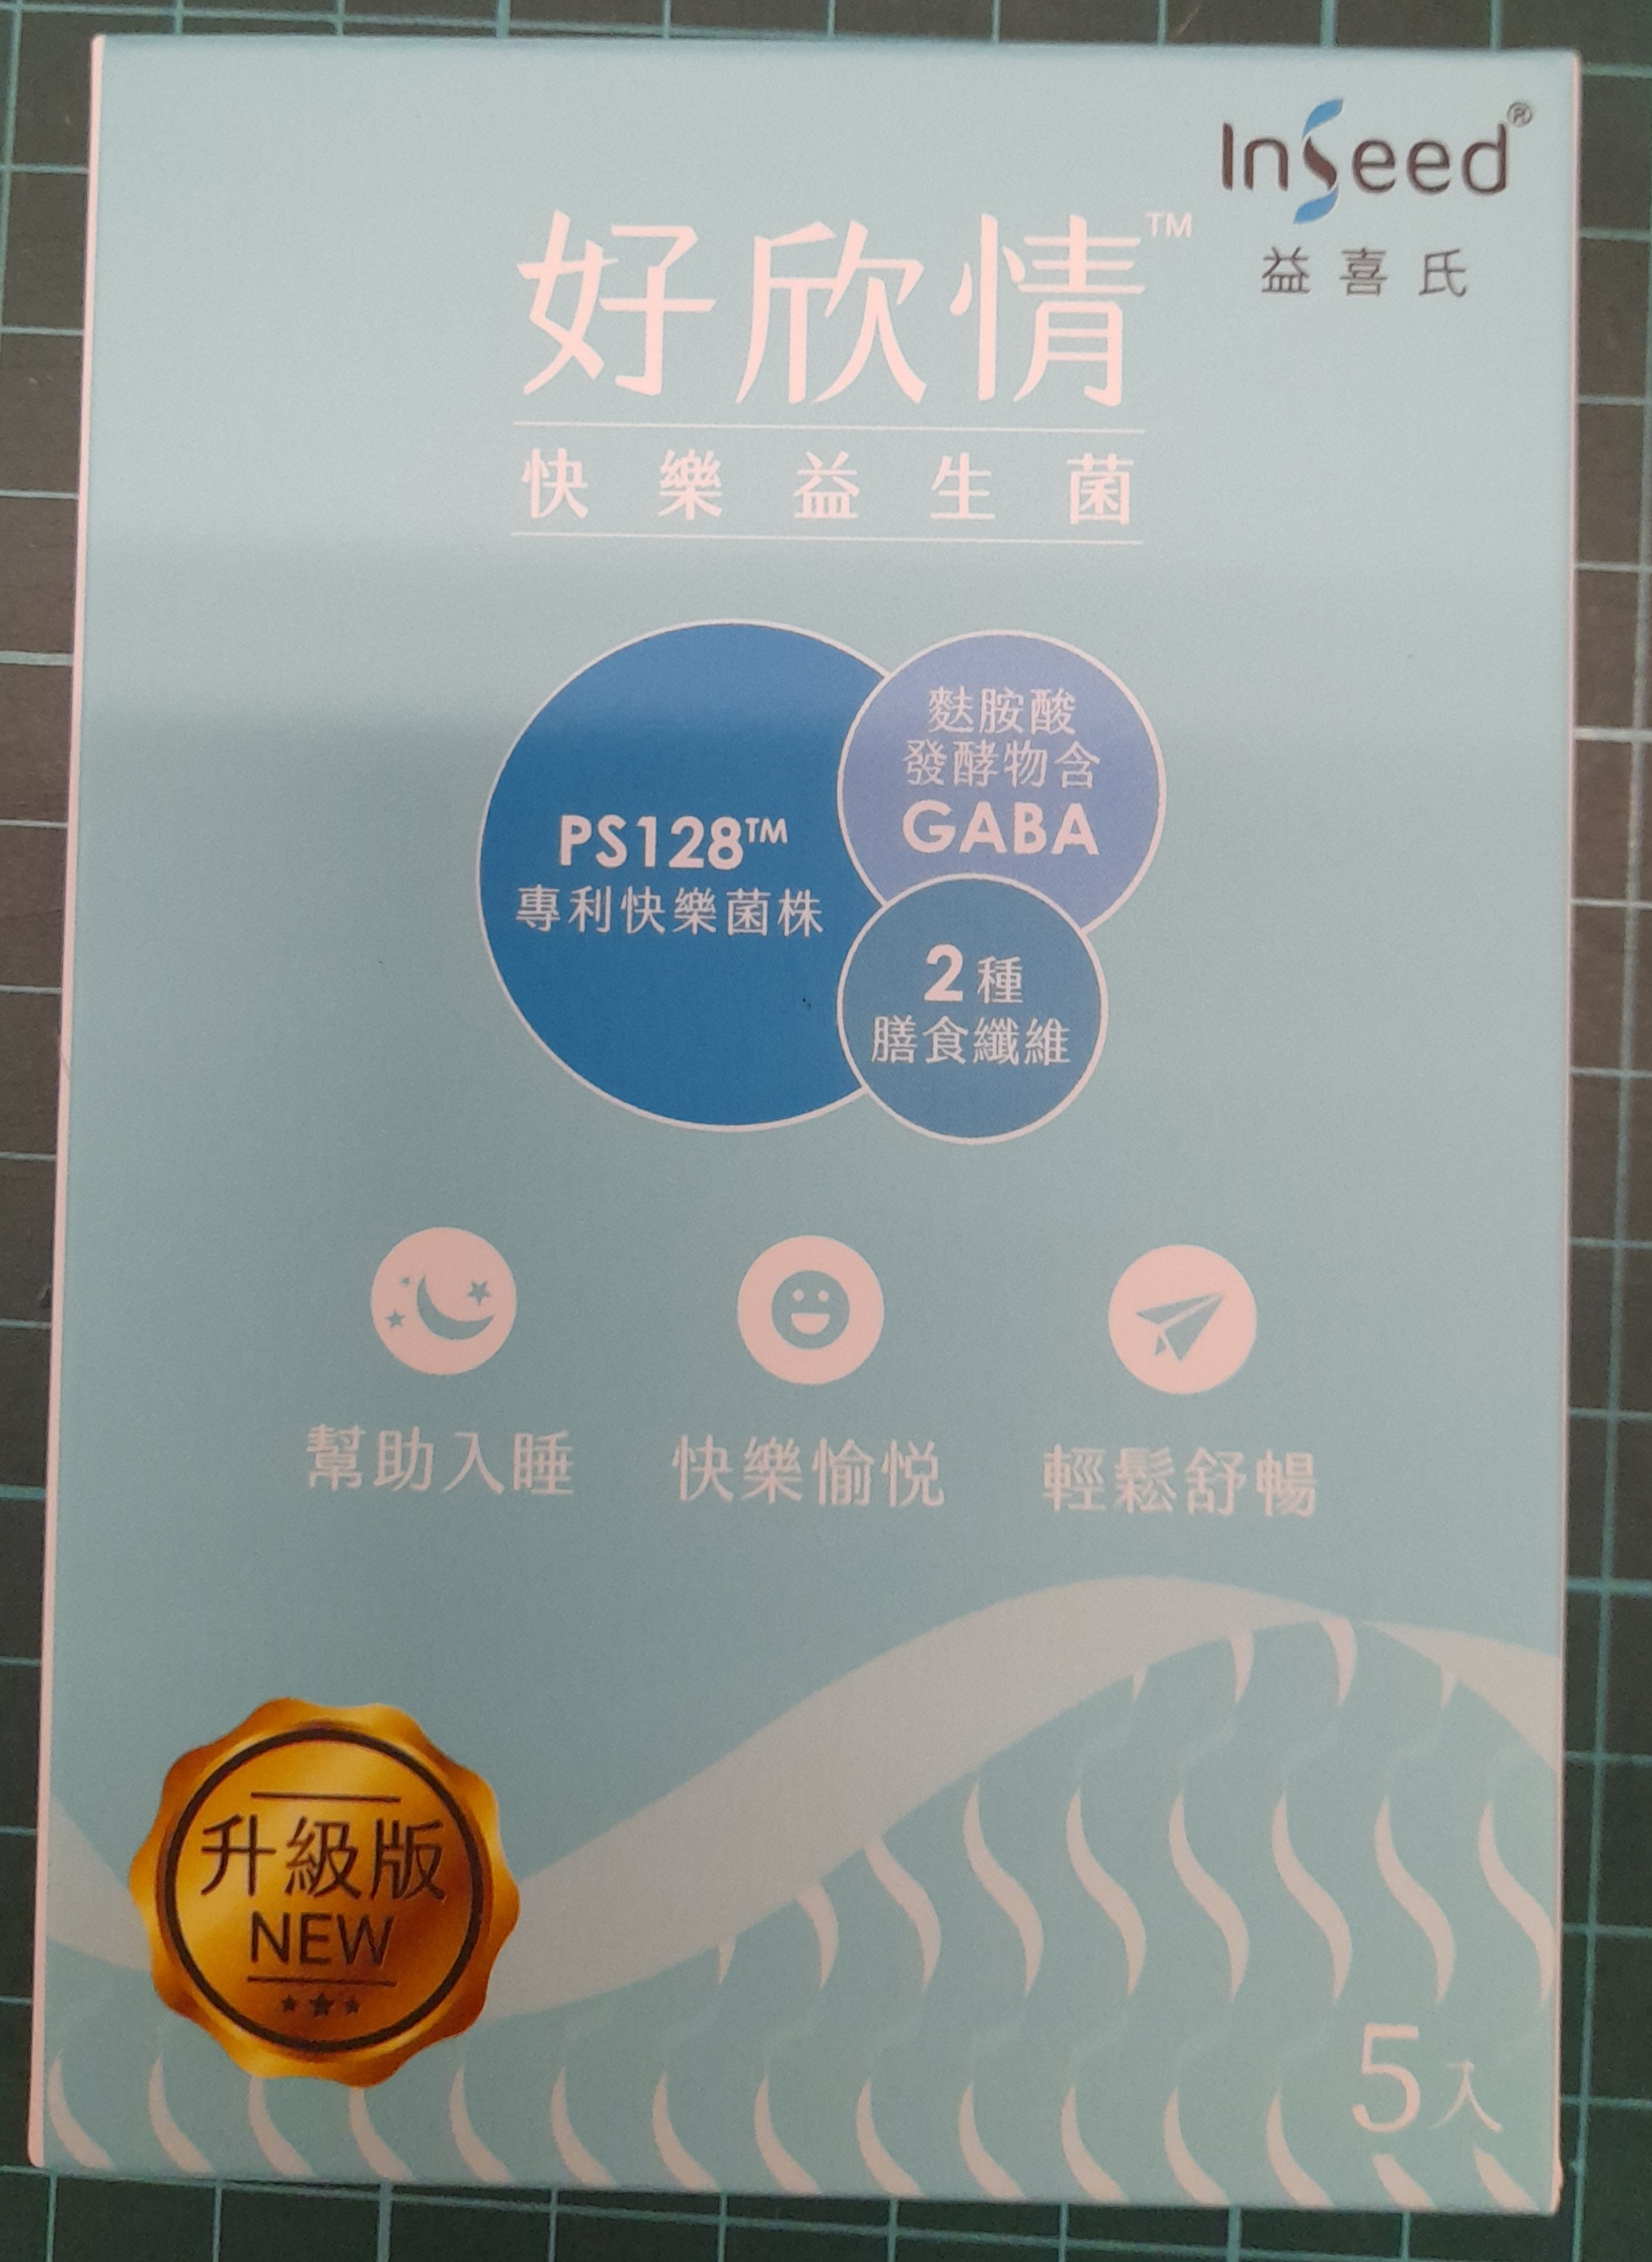 InSeed®
益喜氏
好欣情™
快樂益生菌
PS128™
專利快樂菌株
麩胺酸
發酵物含
GABA
2種
膳食纖維
幫助入睡
快樂愉悅
輕鬆舒暢
升級版
NEW
5入